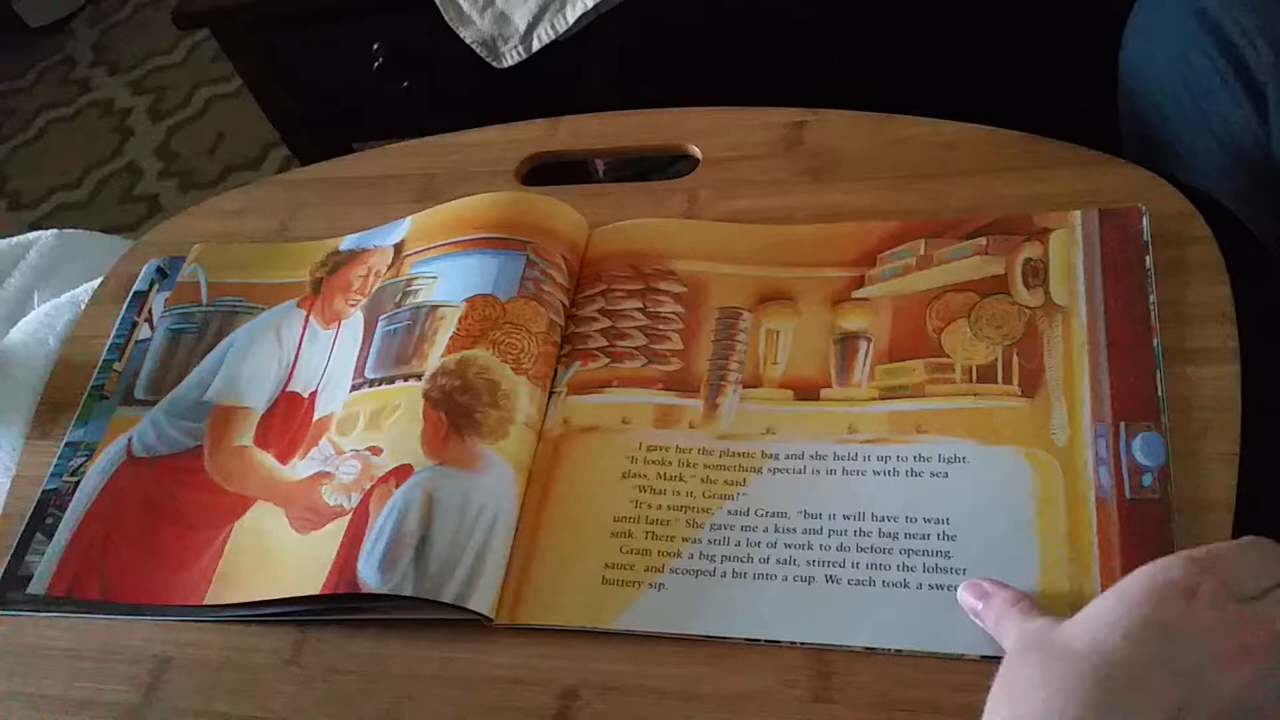 I gave her the plastic bag and she held it up to the light.
"It looks like something special is in here with the sea
glass, Mark," she said.
"What is it, Gram?"
"It's a surprise," said Gram, "but it will have to wait
until later." She gave me a kiss and put the bag near the
sink. There was still a lot of work to do before opening.
Gram took a big pinch of salt, stirred it into the lobster
sauce, and scooped a bit into a cup. We each took a
buttery sip.